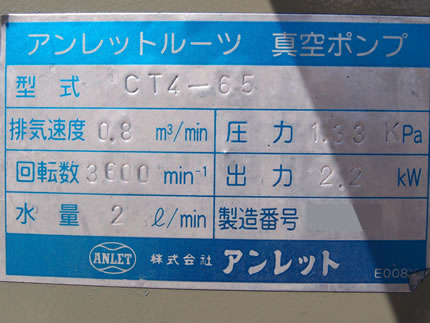 アンレットルーツ 真空ポンプ
型式 CT4-65
排気速度 0.8 m³/min 圧力 1.33 KPa
回転数 3600 min⁻¹ 出力 2.2 kW
水量 2 ℓ/min 製造番号
ANLET 株式会社 アンレット
E008